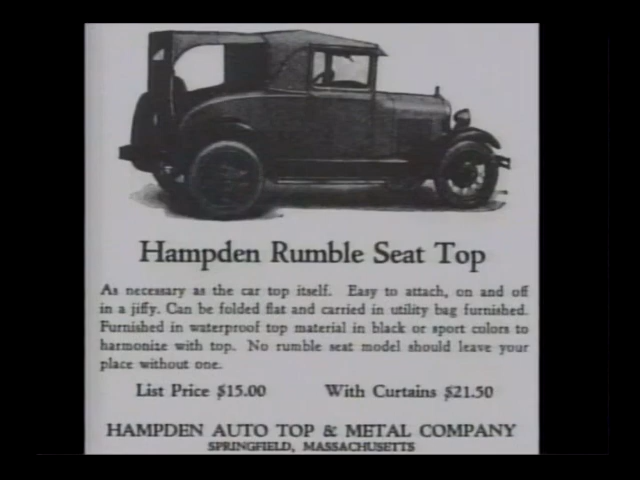 Hampden Rumble Seat Top
As necessary as the car top itself. Easy to attach, on and off
in a jiffy. Can be folded flat and carried in utility bag furnished.
Furnished in waterproof top material in black or sport colors to
harmonize with top. No rumble seat model should leave your
place without one.
List Price $15.00 With Curtains $21.50
HAMPDEN AUTO TOP & METAL COMPANY
SPRINGFIELD, MASSACHUSETTS